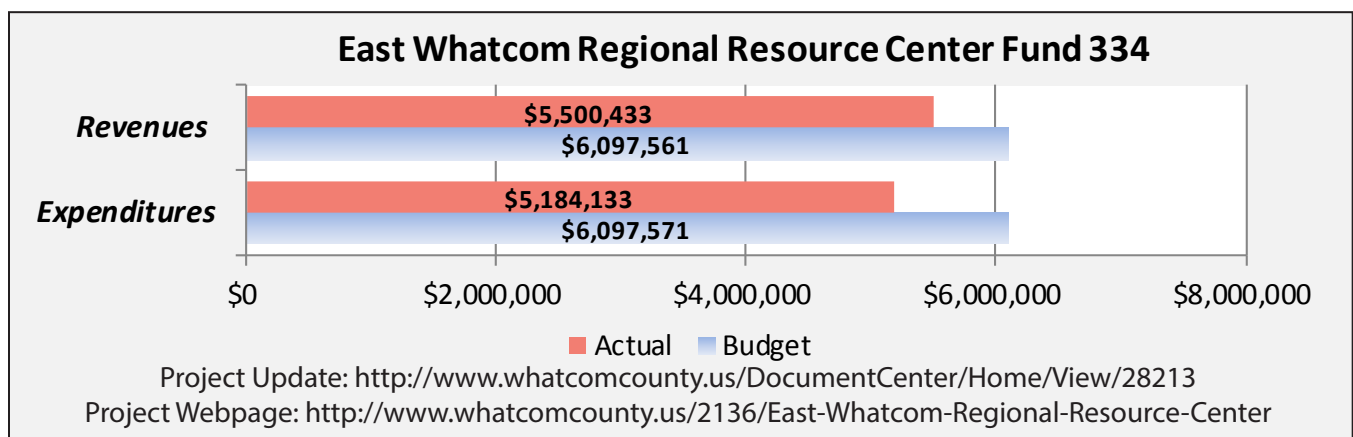 East Whatcom Regional Resource Center Fund 334
Revenues
$5,500,433
$6,097,561
Expenditures
$5,184,133
$6,097,571
$0 $2,000,000 $4,000,000 $6,000,000 $8,000,000
Actual Budget
Project Update: http://www.whatcomcounty.us/DocumentCenter/Home/View/28213
Project Webpage: http://www.whatcomcounty.us/2136/East-Whatcom-Regional-Resource-Center